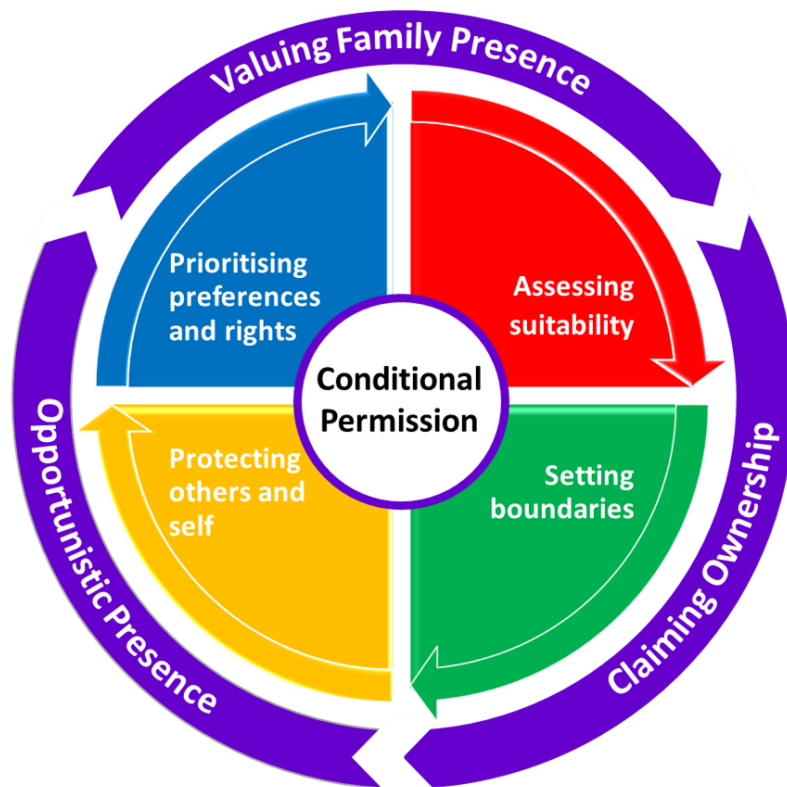 Valuing Family Presence
Prioritising
preferences
and rights
Assessing
suitability
Conditional
Permission
Protecting
others and
self
Setting
boundaries
Opportunistic Presence
Claiming Ownership